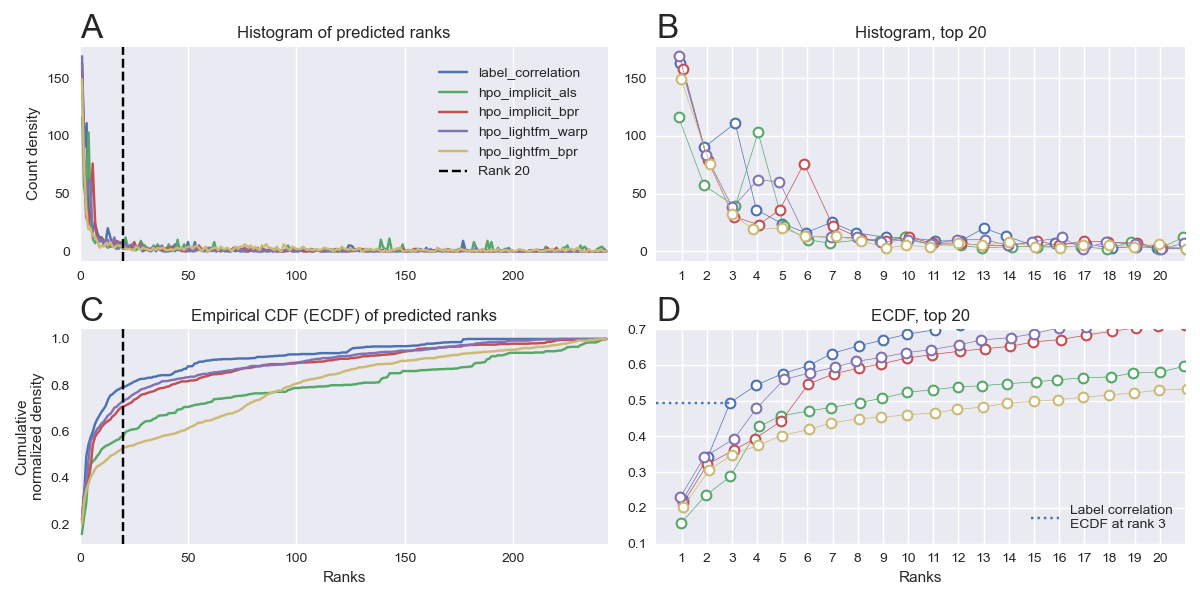 A
Histogram of predicted ranks
Count density
150
100
50
0
0
50
100
150
200
label_correlation
hpo_implicit_als
hpo_implicit_bpr
hpo_lightfm_warp
hpo_lightfm_bpr
Rank 20
B
Histogram, top 20
150
100
50
0
1 2 3 4 5 6 7 8 9 10 11 12 13 14 15 16 17 18 19 20
C
Empirical CDF (ECDF) of predicted ranks
Cumulative
normalized density
1.0
0.8
0.6
0.4
0.2
0 50 100 150 200
Ranks
D
ECDF, top 20
0.7
0.6
0.5
0.4
0.3
0.2
0.1
Label correlation
ECDF at rank 3
1 2 3 4 5 6 7 8 9 10 11 12 13 14 15 16 17 18 19 20
Ranks